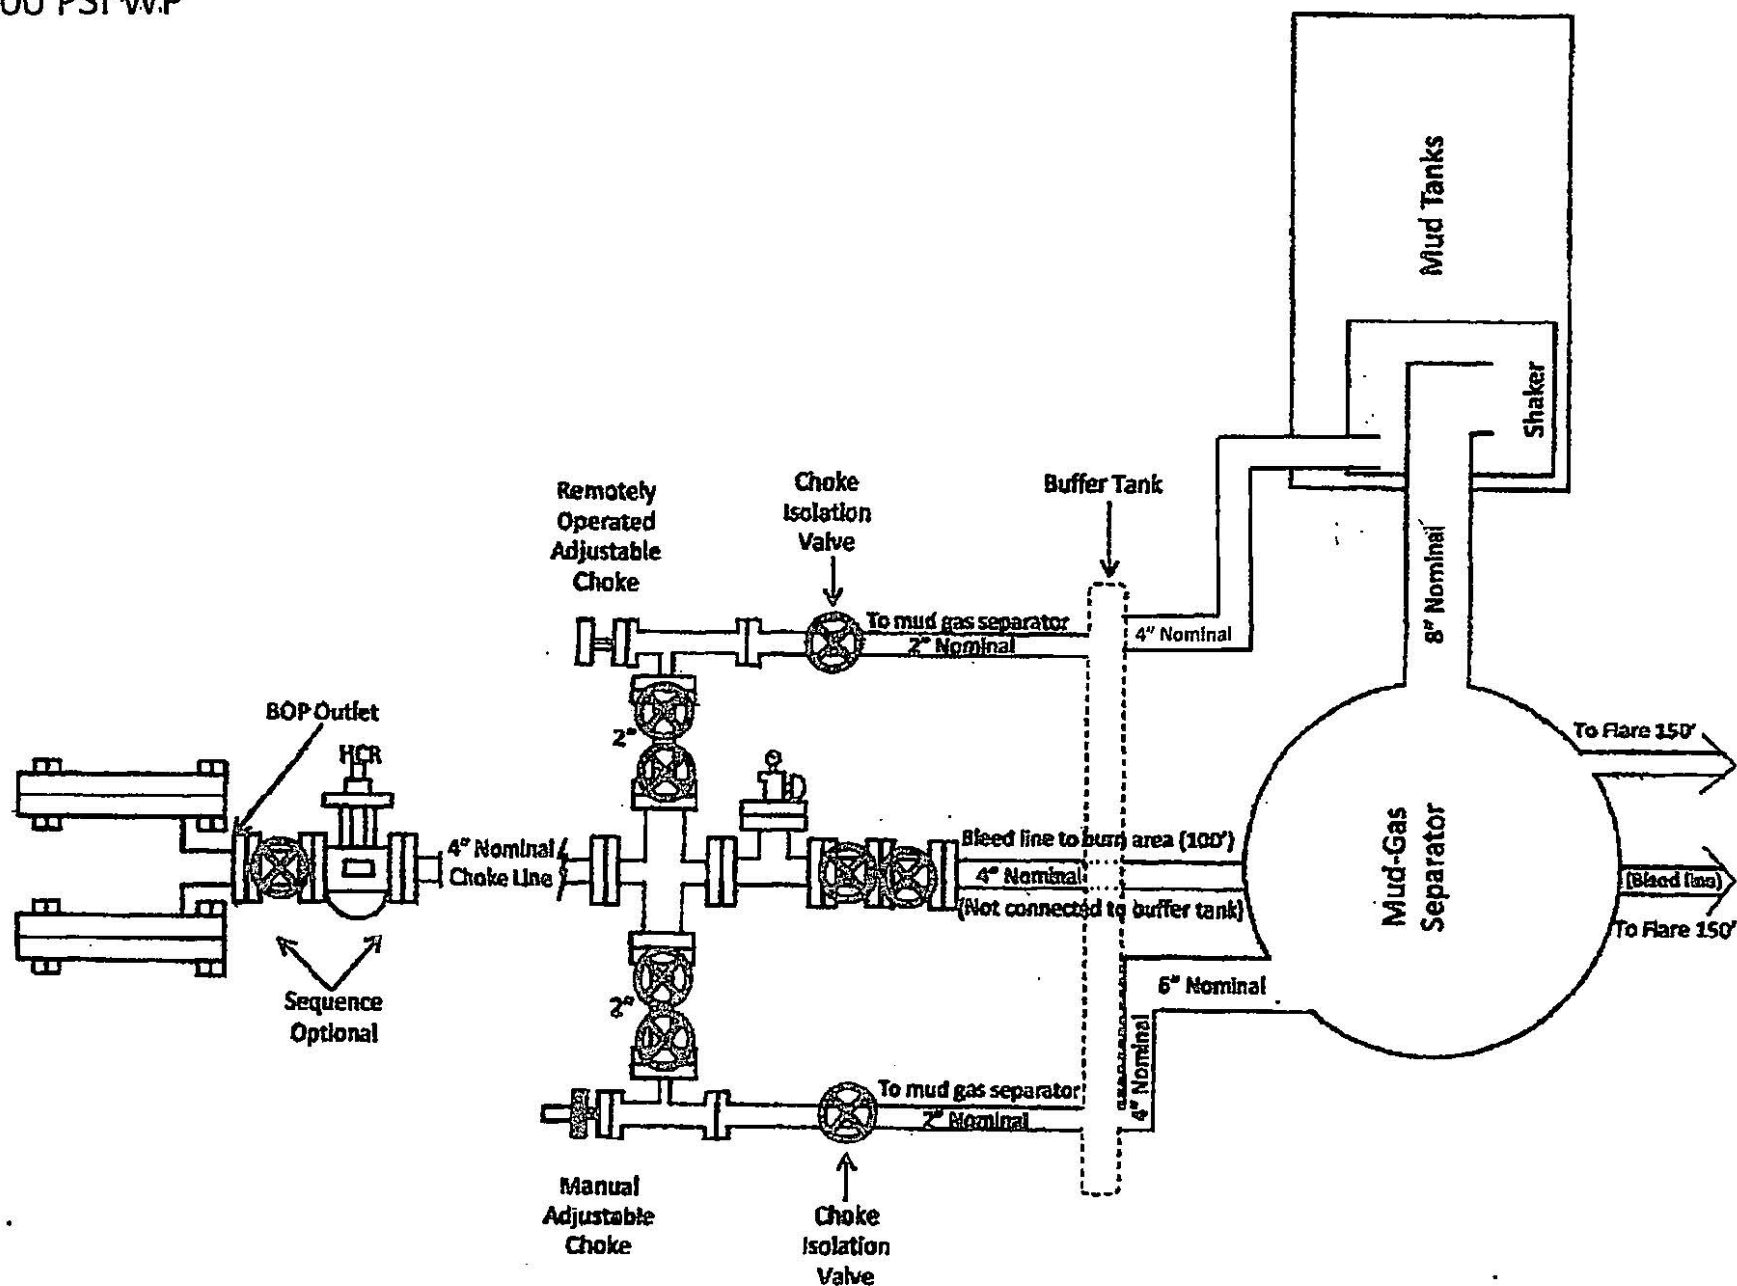 00 PSI W.P
Mud Tanks
Shaker
Remotely
Operated
Adjustable
Choke
Choke
Isolation
Valve
Buffer Tank
8" Nominal
To mud gas separator
2" Nominal
4" Nominal
BOP Outlet
HCR
2"
To Flare 150'
4" Nominal
Choke Line
Bleed line to burn area (100')
4" Nominal
(Not connected to buffer tank)
Mud-Gas
Separator
(Bleed line)
To Flare 150'
Sequence
Optional
2"
6" Nominal
4" Nominal
To mud gas separator
2" Nominal
Manual
Adjustable
Choke
Choke
Isolation
Valve